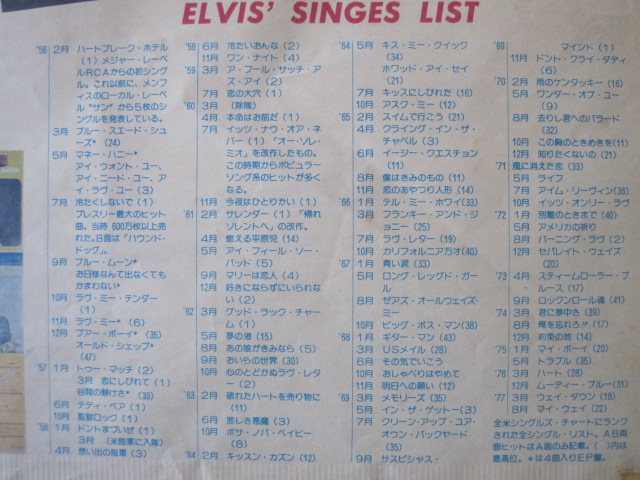 ELVIS' SINGES LIST
'56 2月 ハートブレーク・ホテル
(1) メジャー・レーベ
ルRCAからの初シング
ル。これ以前に、メンフ
ィスのローカル・レーベ
ル“サン”から5枚のシ
ングルを発表している。
3月 ブルー・スエード・シュ
ーズ* (24)
5月 マネー・ハニー*
アイ・ウォント・ユー、
アイ・ニード・ユー、ア
イ・ラヴ・ユー (3)
7月 冷たくしないで (1)
プレスリー最大のヒット
曲。当時 600万枚以上売
れた。B面は「ハウンド・
ドッグ」。
9月 ブルー・ムーン*
お目様なんて出なくても
かまわない*
10月 ラヴ・ミー・テンダー
(1)
11月 ラヴ・ミー* (6)
12月 プアー・ボーイ* (35)
オールド・シェップ*
(47)
'57 1月 トゥー・マッチ (2)
3月 恋にしびれて (1)
谷間の静けさ* (39)
6月 テディ・ベア (1)
10月 監獄ロック (1)
'58 1月 ドントまづいぜ (1)
3月 (米陸軍に入隊)
4月 思い出の指環 (3)
'58 6月 冷たいおんな (2)
11月 ワン・ナイト (4)
'59 3月 ア・フール・サッチ・ア
ズ・アイ (2)
7月 恋の大穴 (1)
'60 3月 (除隊)
4月 本命はお前だ (1)
7月 イッツ・ナウ・オア・ネ
バー (1) 「オー・ソレ・
ミオ」を改作したもの。
この時期からポピュラー
ソング系のヒットが多く
なる。
11月 今夜はひとりかい (1)
'61 2月 サレンダー (1) 「帰れ
ソレントへ」の改作。
4月 燃える平原児 (14)
5月 アイ・フィール・ソー・
バッド (5)
9月 マリーは恋人 (4)
12月 好きにならずにいられな
い (2)
'62 3月 グッド・ラック・チャー
ム (1)
5月 夢の渚 (15)
8月 あの娘がきみなら (5)
9月 おいらの世界 (30)
10月 心のとどかぬラヴ・レタ
ー (2)
'63 2月 破れたハートを売り物に
(11)
6月 悲しき悪魔 (3)
10月 ボサ・ノバ・ベイビー
(8)
'64 2月 キッスン・カズン (12)
'64 5月 キス・ミー・クイック
(34)
ホワッド・アイ・セイ
(21)
7月 キッスにしびれた (16)
10月 アスク・ミー (12)
'65 2月 スイムで行こう (21)
4月 クライング・イン・ザ・
チャペル (3)
6月 イージー・クエスチョン
(11)
8月 僕はきみのもの (11)
11月 恋のあやつり人形 (14)
'66 1月 テル・ミー・ホワイ (33)
3月 フランキー・アンド・ジ
ョニー (25)
7月 ラヴ・レター (19)
10月 カリフォルニア万才 (40)
'67 1月 青い涙 (33)
5月 ロング・レッグド・ガー
ル
8月 ゼアズ・オールウェイズ・
ミー
10月 ビッグ・ボス・マン (38)
'68 1月 ギター・マン (43)
3月 USメイル (28)
6月 その気でいこう
10月 おしゃべりはやめて
11月 明日への願い (12)
'69 3月 メモリーズ (35)
5月 イン・ザ・ゲットー (3)
7月 クリーン・アップ・ユア・
オウン・バックヤード
(35)
9月 サスピシャス・
'69 マインド (1)
11月 ドント・クライ・ダディ
(6)
'70 2月 雨のケンタッキー (16)
5月 ワンダー・オブ・ユー
(9)
8月 去りし君へのバラード
(32)
10月 この胸のときめきを (11)
12月 知りたくないの (21)
'71 風に消えた恋 (33)
5月 ライフ
7月 アイム・リーヴィン (36)
10月 イッツ・オンリー・ラヴ
'72 1月 別離のときまで (40)
5月 アメリカの祈り
8月 バーニング・ラヴ (2)
12月 セパレイト・ウェイズ
(20)
'73 4月 スティームローラー・ブ
ルース (17)
9月 ロックンロール魂 (41)
'74 3月 君に夢中さ (39)
8月 俺を忘れろ!! (17)
12月 約束の地 (14)
'75 1月 マイ・ボーイ (20)
5月 トラブル (35)
'76 3月 ハート (28)
12月 ムーディー・ブルー (31)
'77 3月 ウェイ・ダウン (18)
8月 マイ・ウェイ (22)
全米シングルズ・チャートにランク
された全シングル・リスト。AB両
面ヒットはA面のみ記載。( )内は
最高位。*は4曲入りEP盤。